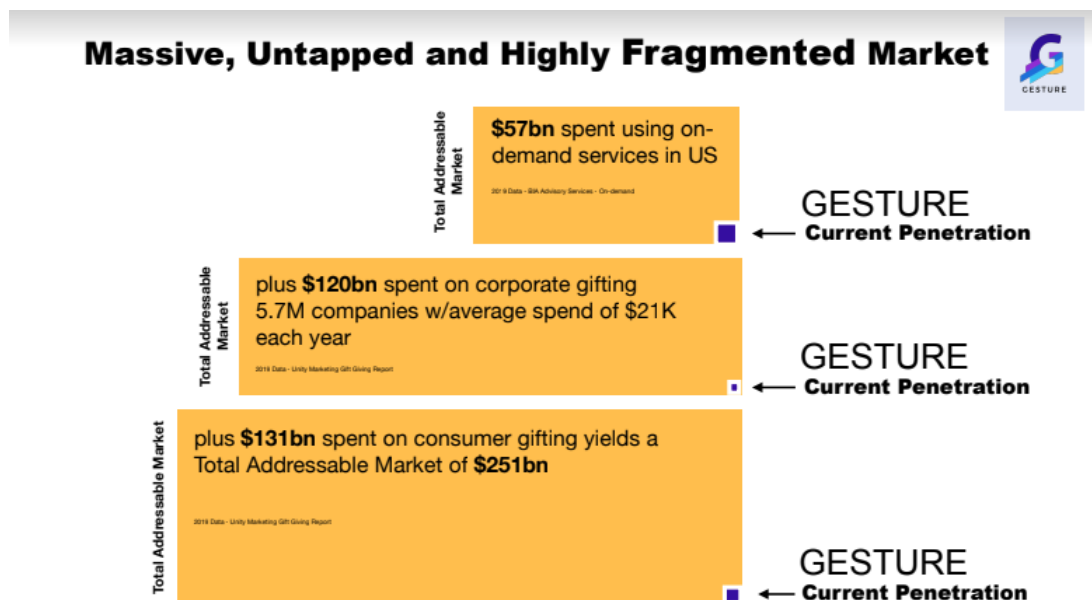 Massive, Untapped and Highly Fragmented Market
GESTURE
Total Addressable
Market
$57bn spent using on-
demand services in US
2019 Data - BIA Advisory Services - On-demand
GESTURE
Current Penetration
Total Addressable
Market
plus $120bn spent on corporate gifting
5.7M companies w/average spend of $21K
each year
2018 Data - Unity Marketing Gift Giving Report
GESTURE
Current Penetration
Total Addressable Market
plus $131bn spent on consumer gifting yields a
Total Addressable Market of $251bn
2018 Data - Unity Marketing Gift Giving Report
GESTURE
Current Penetration